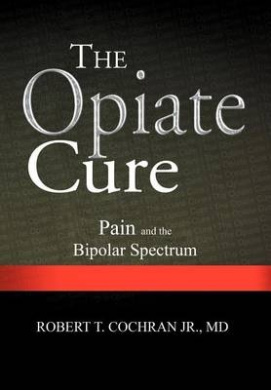 THE
Opiate
Cure
Pain and the
Bipolar Spectrum
ROBERT T. COCHRAN JR., MD